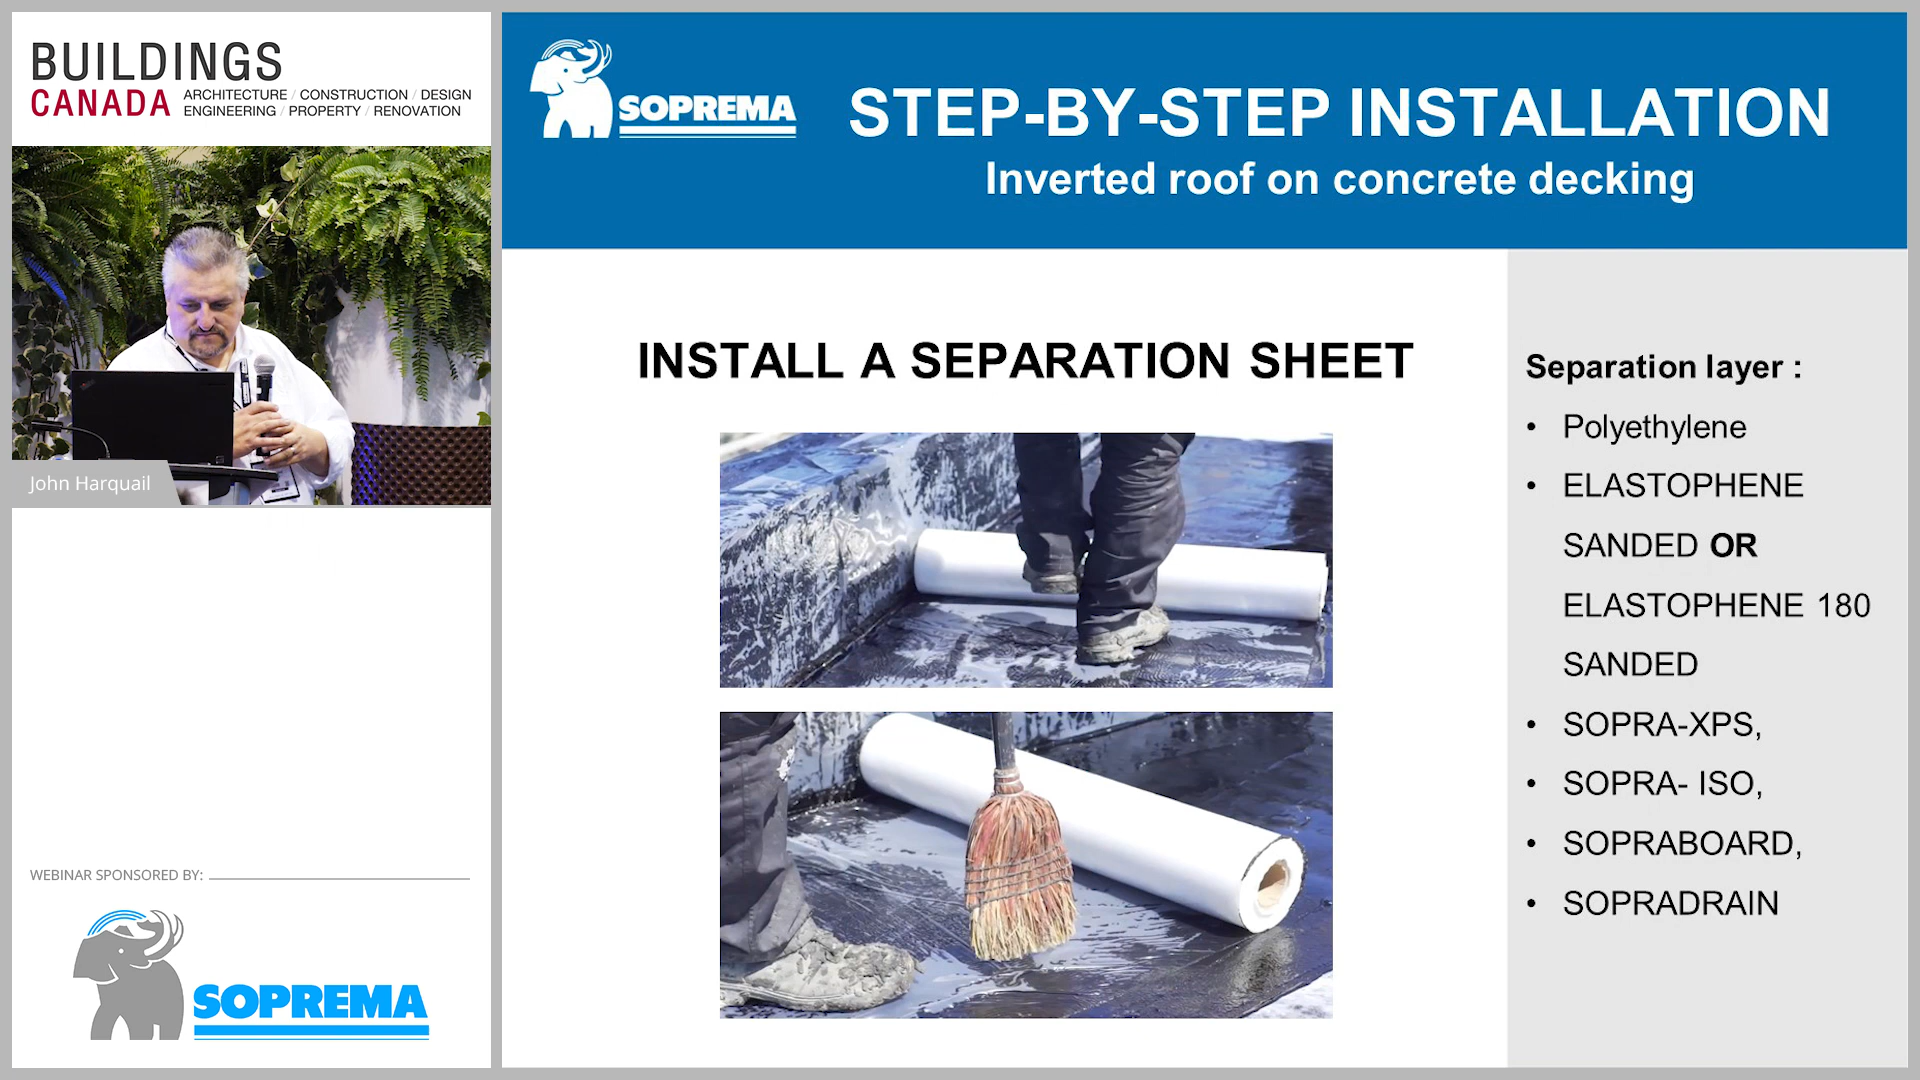 BUILDINGS
CANADA
ARCHITECTURE / CONSTRUCTION / DESIGN
ENGINEERING / PROPERTY / RENOVATION
John Harquail
WEBINAR SPONSORED BY:
SOPREMA
SOPREMA
STEP-BY-STEP INSTALLATION
Inverted roof on concrete decking
INSTALL A SEPARATION SHEET
Separation layer :
• Polyethylene
• ELASTOPHENE
SANDED OR
ELASTOPHENE 180
SANDED
• SOPRA-XPS,
• SOPRA- ISO,
• SOPRABOARD,
• SOPRADRAIN